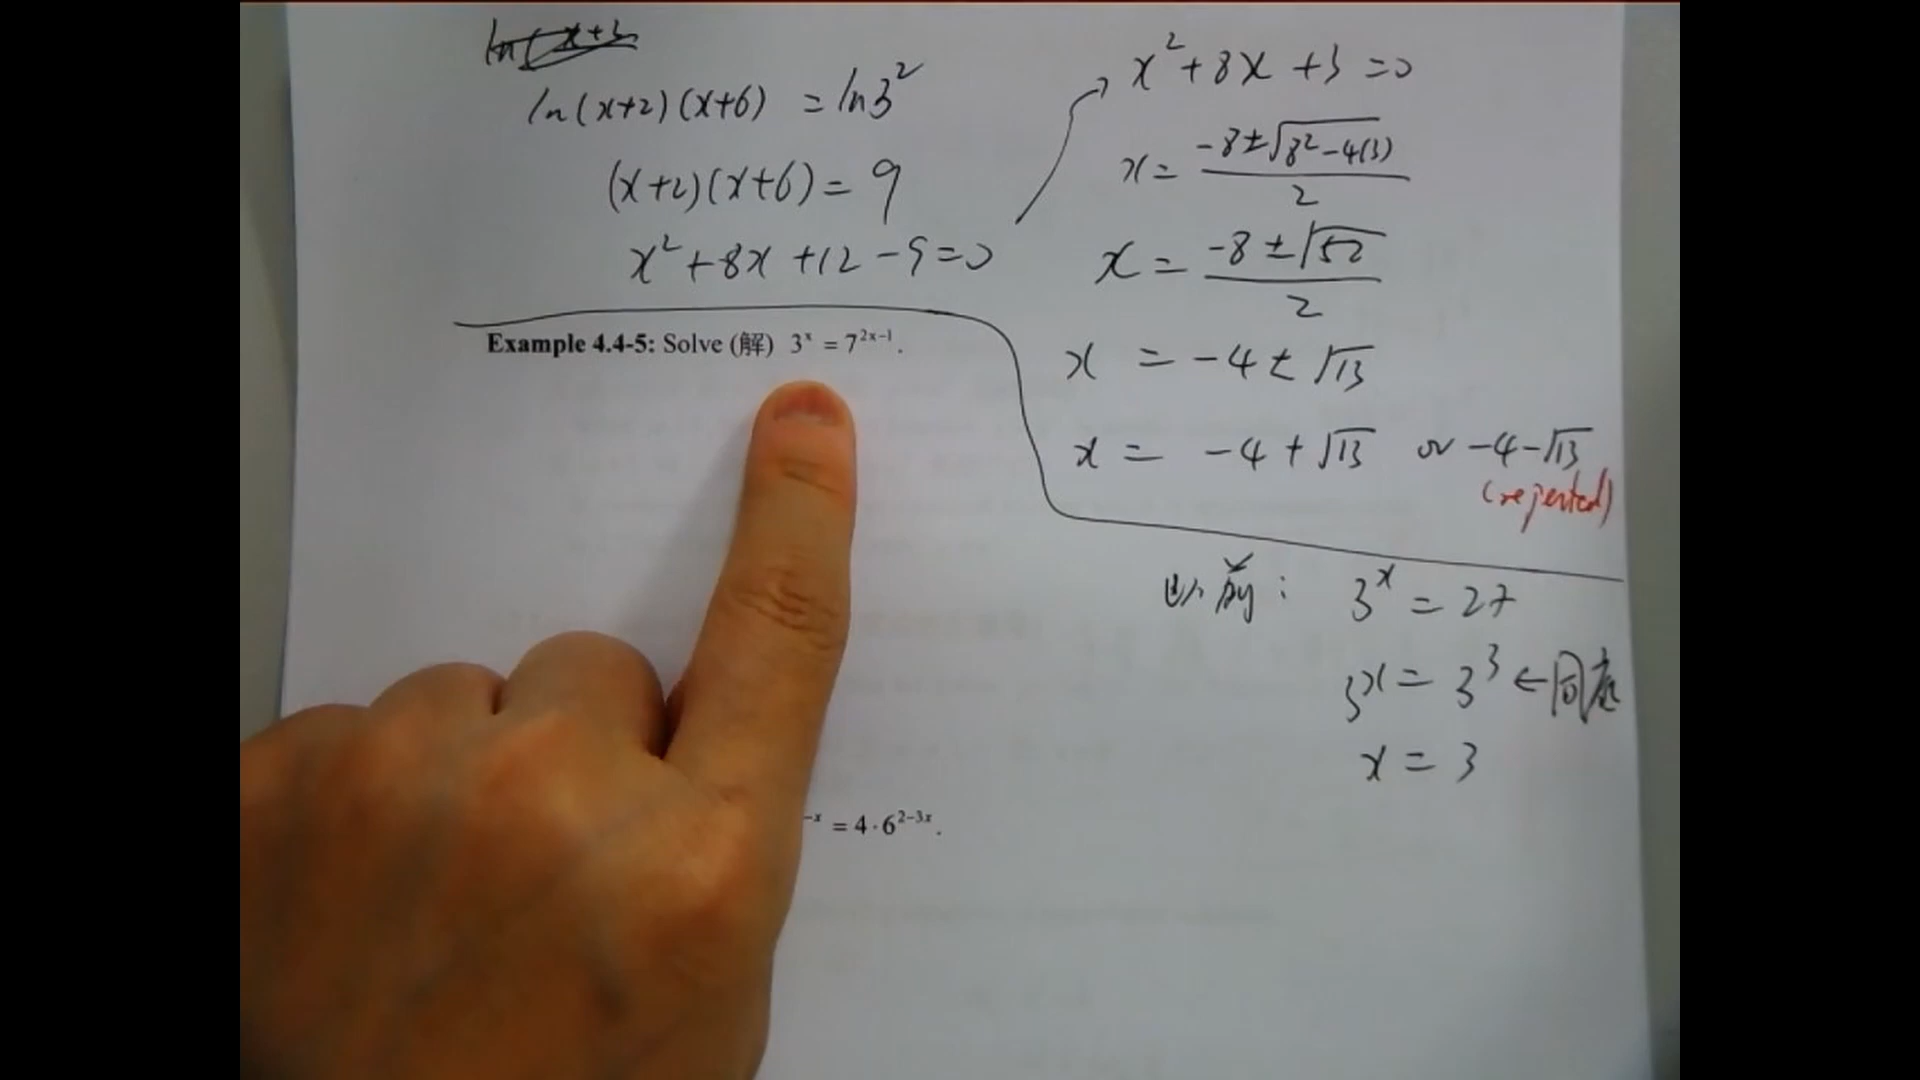 ln(x+2)(x+6) = ln3²
(x+2)(x+6) = 9
x²+8x+12-9=0
x²+8x+3=0
x = \frac{-8±√(8²-4(3))}{2}
x = \frac{-8±√52}{2}
x = -4±√13
x = -4+√13 or -4-√13
(rejected)
Example 4.4-5: Solve (解) 3ˣ = 7²ˣ⁻¹.
以前: 3ˣ = 27
3ˣ = 3³ ← 同底
x = 3
⁻ˣ = 4·6²⁻³ˣ.